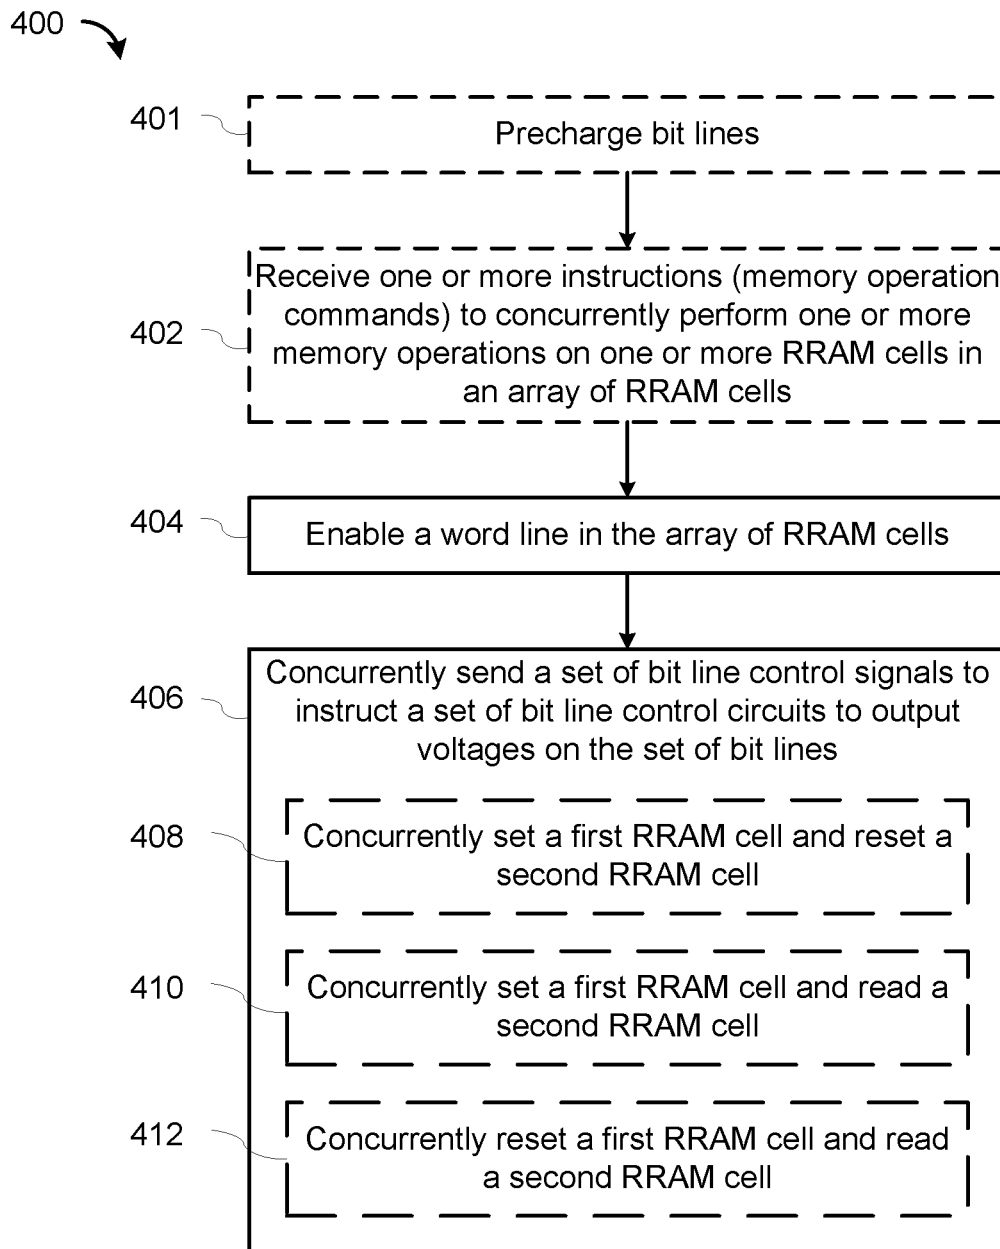 400
401
Precharge bit lines
402
Receive one or more instructions (memory operation
commands) to concurrently perform one or more
memory operations on one or more RRAM cells in
an array of RRAM cells
404
Enable a word line in the array of RRAM cells
406
Concurrently send a set of bit line control signals to
instruct a set of bit line control circuits to output
voltages on the set of bit lines
408
Concurrently set a first RRAM cell and reset a
second RRAM cell
410
Concurrently set a first RRAM cell and read a
second RRAM cell
412
Concurrently reset a first RRAM cell and read
a second RRAM cell